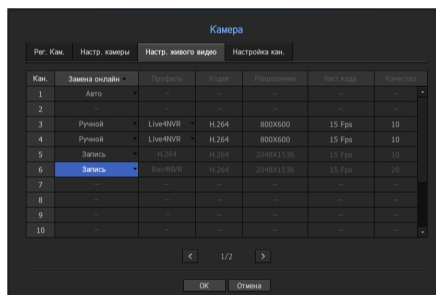 Камера
Рег. Кам. Настр. камеры Настр. живого видео Настройка кан.
Кан. Замена онлайн Профиль Кодек Разрешение Част кадр. Качество
1 Авто – – – – –
2 – – – – – –
3 Ручной Live4NVR H.264 800X600 15 Fps 10
4 Ручной Live4NVR H.264 800X600 15 Fps 10
5 Запись H.264 H.264 2048X1536 15 Fps 10
6 Запись Rec4NVR H.264 2048X1536 15 Fps 20
7 – – – – – –
8 – – – – – –
9 – – – – – –
10 – – – – – –
< 1/2 >
OK Отмена